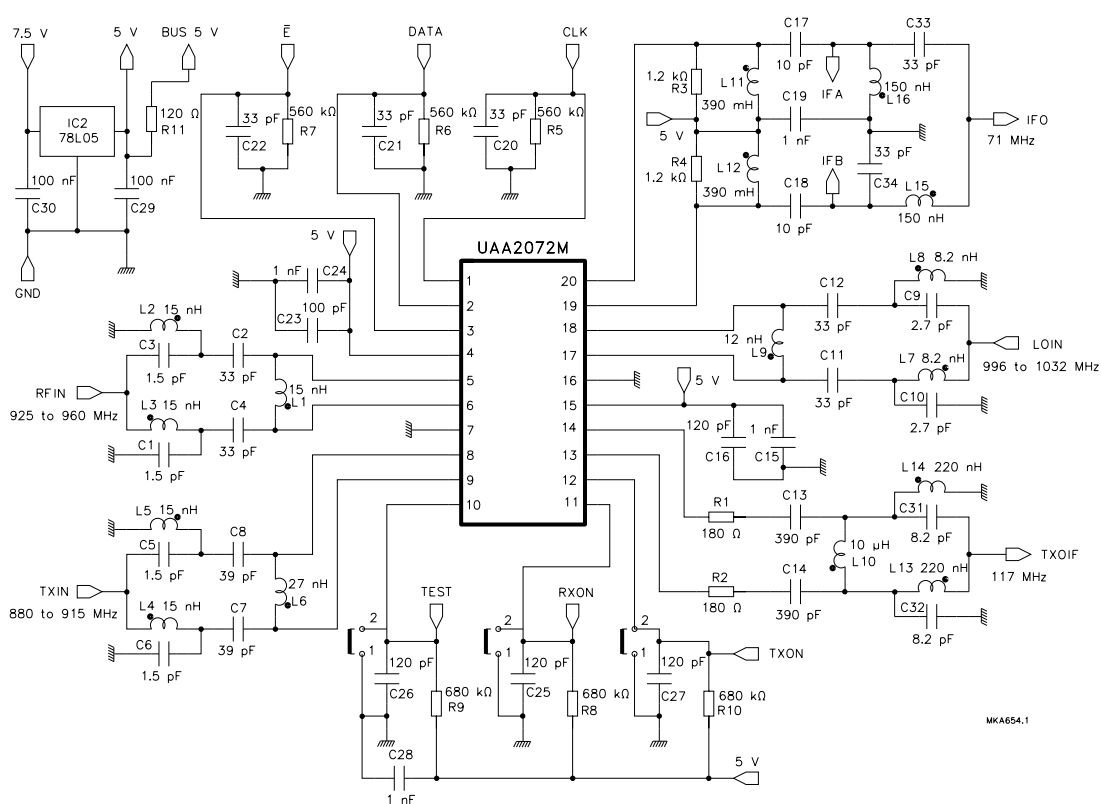 7.5 V
5 V
BUS 5 V
E̅
DATA
CLK
IC2
78L05
120 Ω
R11
100 nF
C30
100 nF
C29
GND
33 pF
C22
560 kΩ
R7
33 pF
C21
560 kΩ
R6
33 pF
C20
560 kΩ
R5
C17
10 pF
C33
33 pF
1.2 kΩ
R3
L11
390 mH
IFA
150 nH
L16
C19
1 nF
5 V
IFO
71 MHz
R4
1.2 kΩ
L12
390 mH
IFB
33 pF
C34
C18
10 pF
L15
150 nH
5 V
1 nF
C24
100 pF
C23
UAA2072M
1
2
3
4
5
6
7
8
9
10
20
19
18
17
16
15
14
13
12
11
L2 15 nH
C3
1.5 pF
C2
33 pF
RFIN
925 to 960 MHz
15 nH
L1
L3 15 nH
C4
33 pF
C1
1.5 pF
L5 15 nH
C5
1.5 pF
C8
39 pF
TXIN
880 to 915 MHz
27 nH
L6
L4 15 nH
C7
39 pF
C6
1.5 pF
L8 8.2 nH
C12
33 pF
C9
2.7 pF
12 nH
L9
LOIN
996 to 1032 MHz
C11
33 pF
L7 8.2 nH
C10
2.7 pF
5 V
120 pF
C16
1 nF
C15
L14 220 nH
R1
180 Ω
C13
390 pF
C31
8.2 pF
10 µH
L10
TXOIF
117 MHz
R2
180 Ω
C14
390 pF
L13 220 nH
C32
8.2 pF
TEST
RXON
TXON
2
1
120 pF
C26
680 kΩ
R9
2
1
120 pF
C25
680 kΩ
R8
2
1
120 pF
C27
680 kΩ
R10
C28
1 nF
5 V
MKA654.1